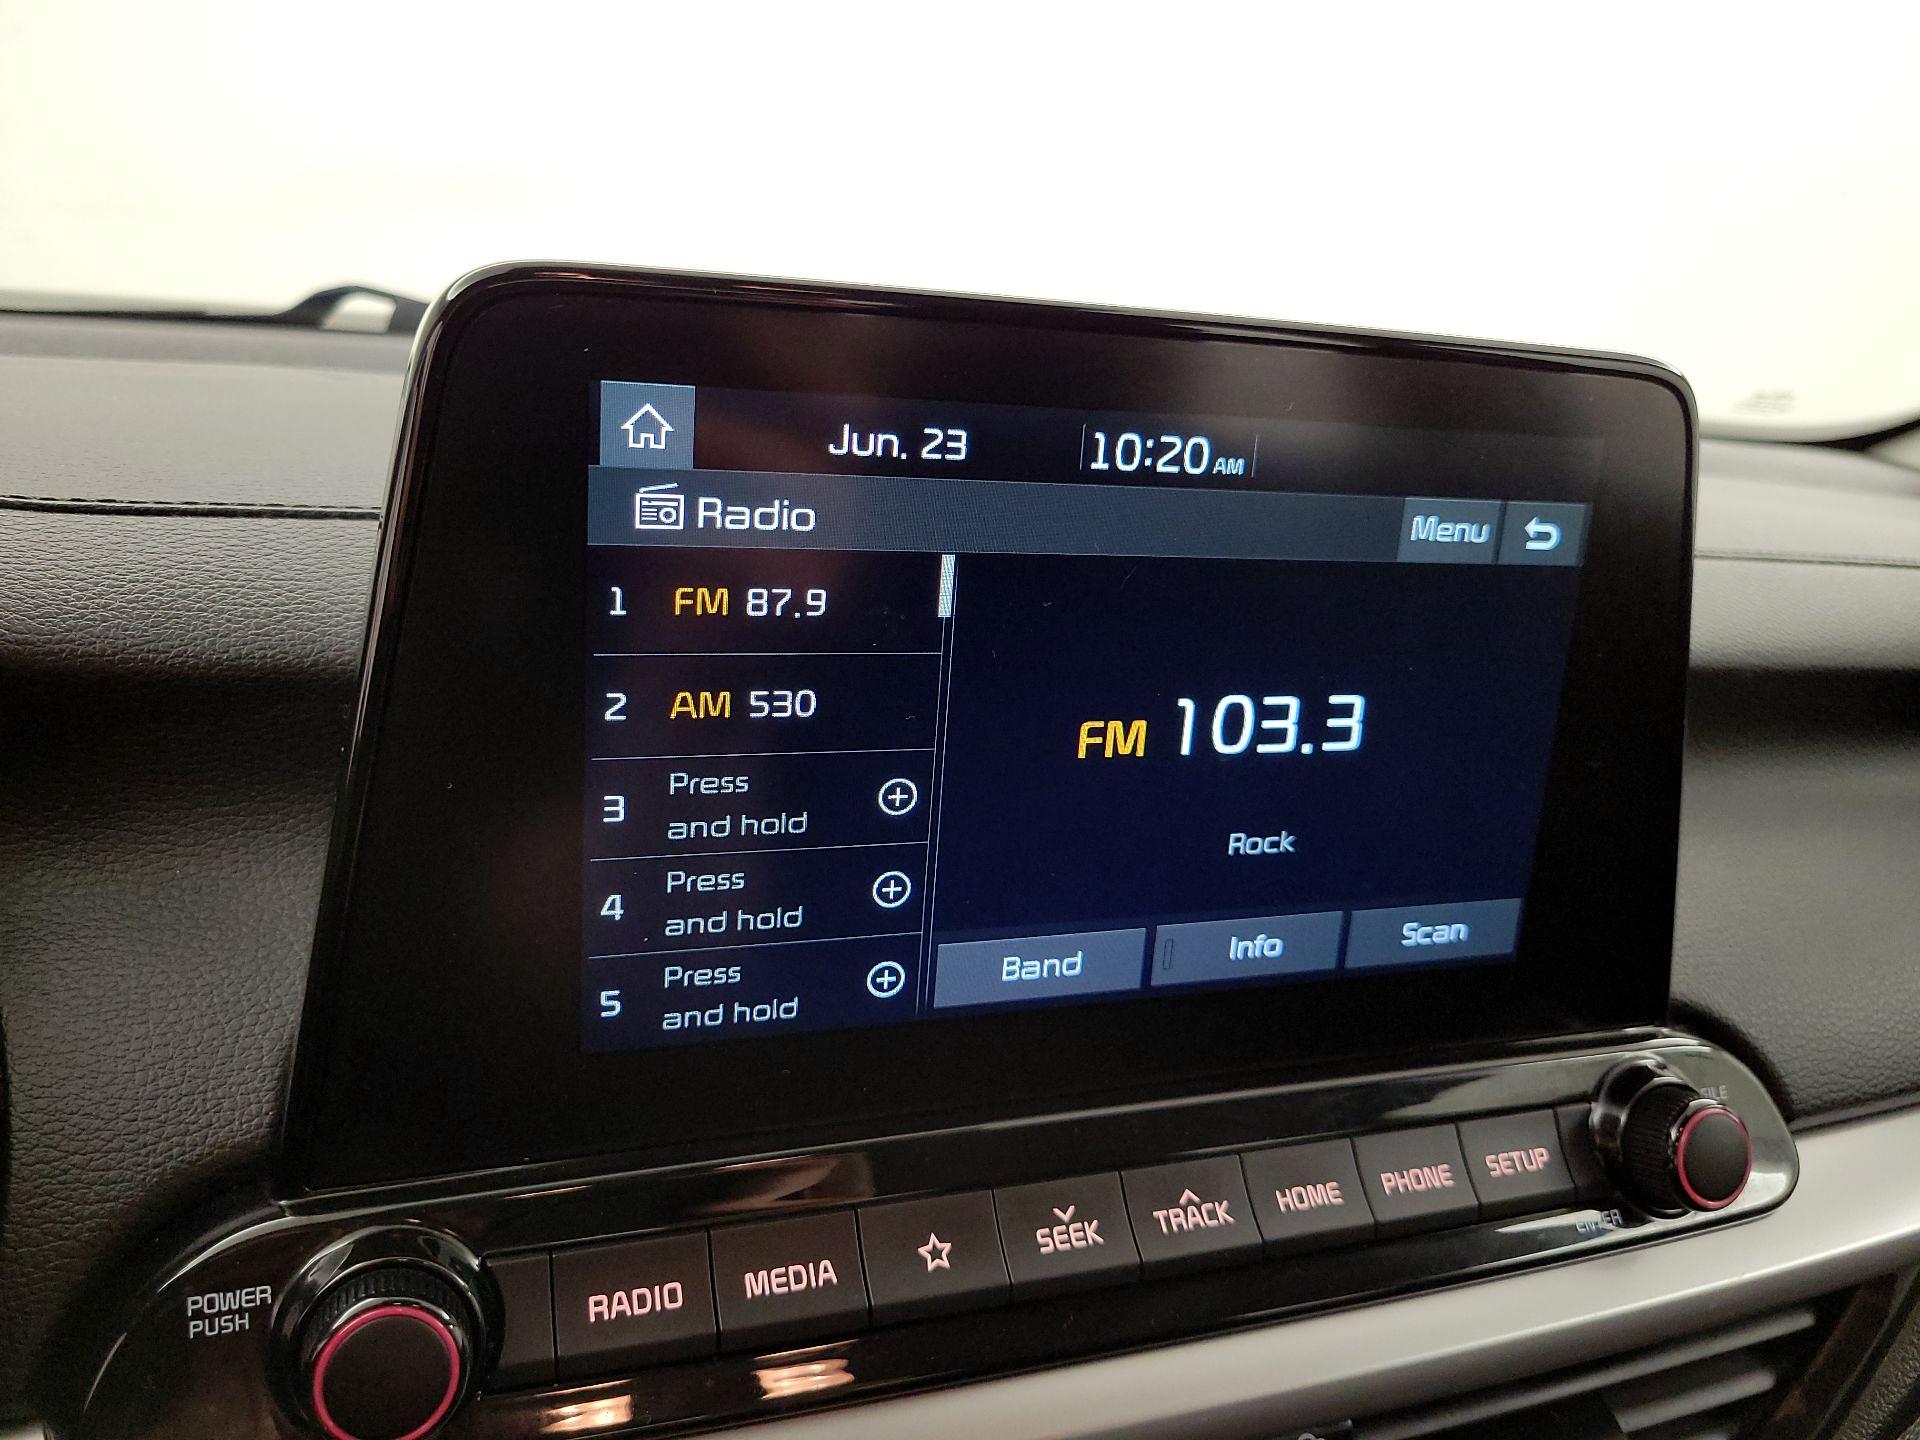 Jun. 23 10:20 AM
Radio Menu
1 FM 87.9
2 AM 530
3 Press
and hold
4 Press
and hold
5 Press
and hold
FM 103.3
Rock
Band Info Scan
POWER
PUSH
RADIO MEDIA SEEK TRACK HOME PHONE SETUP